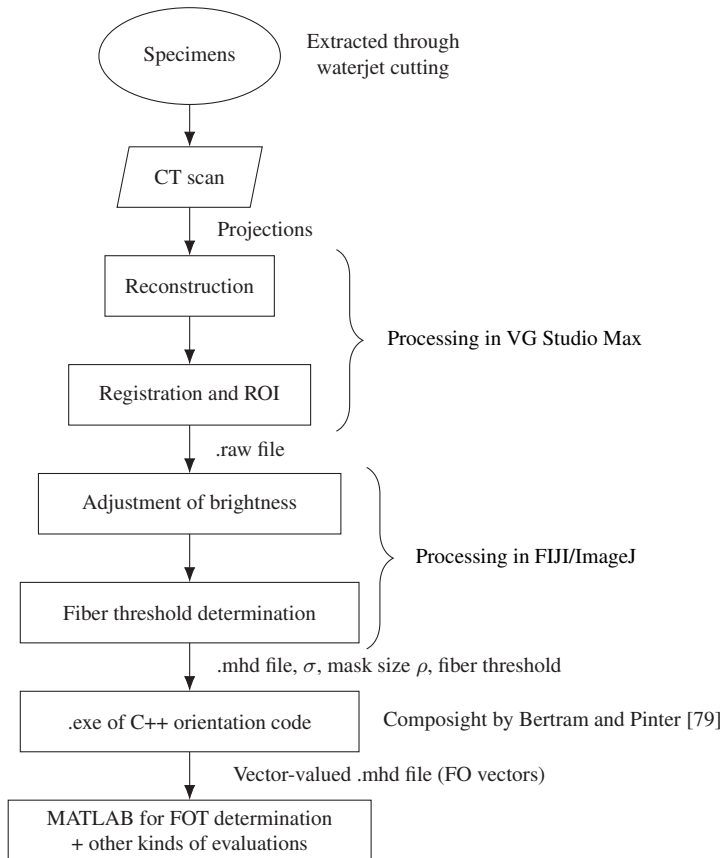 Specimens
Extracted through
waterjet cutting
CT scan
Projections
Reconstruction
Processing in VG Studio Max
Registration and ROI
.raw file
Adjustment of brightness
Processing in FIJI/ImageJ
Fiber threshold determination
.mhd file, σ, mask size ρ, fiber threshold
.exe of C++ orientation code
Composight by Bertram and Pinter [79]
Vector-valued .mhd file (FO vectors)
MATLAB for FOT determination
+ other kinds of evaluations